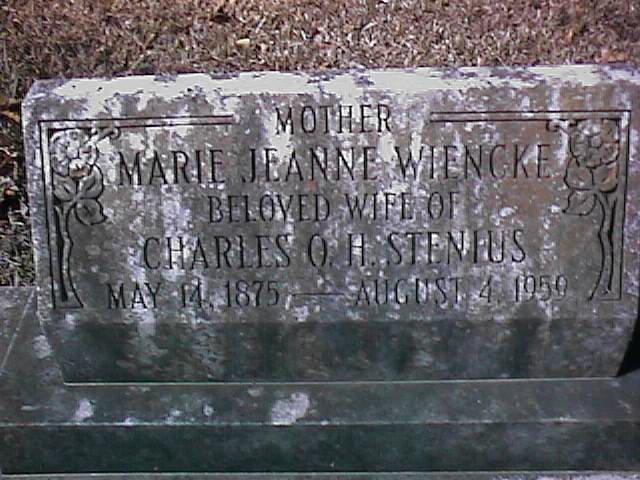 MOTHER
MARIE JEANNE WIENCKE
BELOVED WIFE OF
CHARLES O. H. STENIUS
MAY 14, 1875 — AUGUST 4, 1959